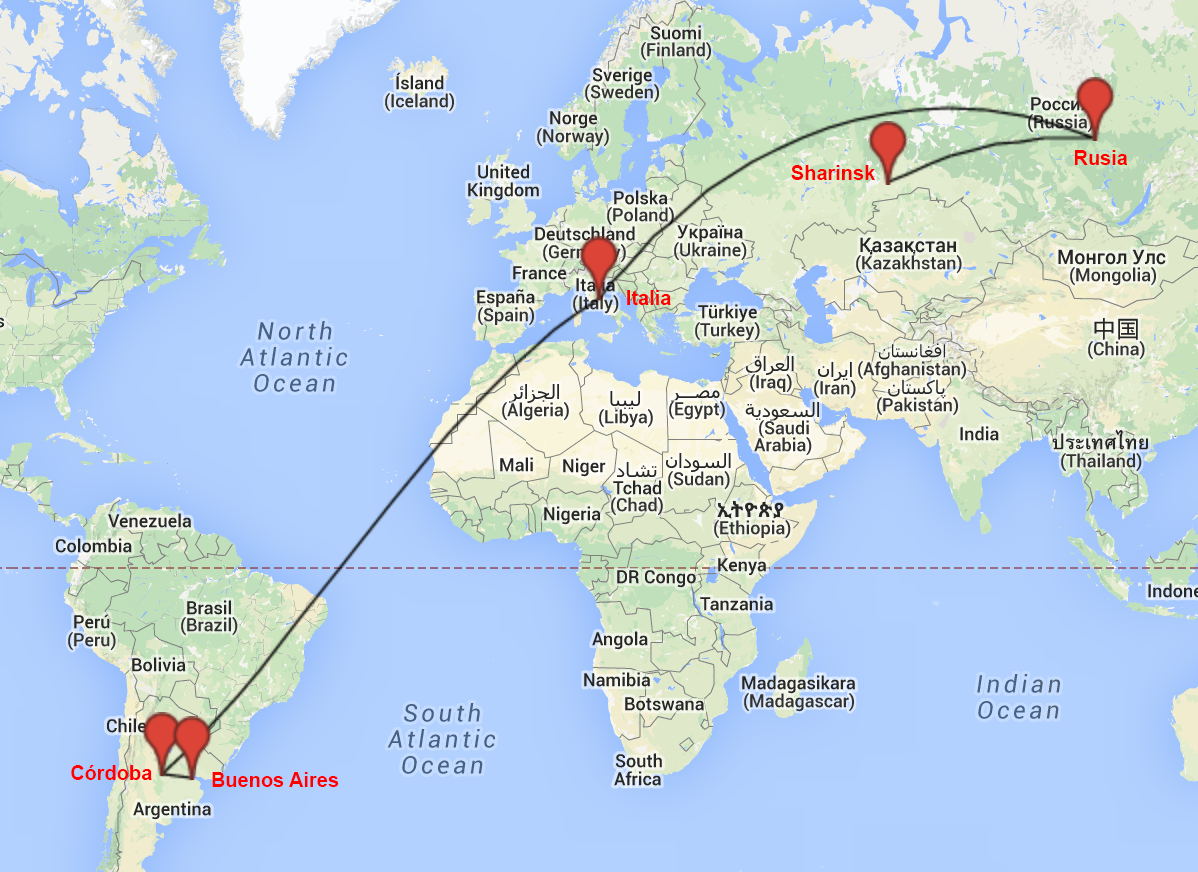 Suomi
(Finland)
Ísland
(Iceland)
Sverige
(Sweden)
Norge
(Norway)
(Russia)
Rusia
Sharinsk
United
Kingdom
Polska
(Poland)
Deutschland
Україна
(Ukraine)
Қазақстан
(Kazakhstan)
Монгол Улс
(Mongolia)
France
(Italy)
Italia
España
(Spain)
Türkiye
(Turkey)
中国
(China)
North
Atlantic
Ocean
افغانستان
(Afghanistan)
العراق
(Iraq)
ایران
(Iran)
پاکستان
(Pakistan)
الجزائر
(Algeria)
ليبيا
(Libya)
مصر
(Egypt)
السعودية
(Saudi
Arabia)
India
ประเทศไทย
(Thailand)
Mali
Niger
تشاد
Tchad
(Chad)
السودان
(Sudan)
Nigeria
ኢትዮጵያ
(Ethiopia)
Venezuela
Colombia
DR Congo
Kenya
Tanzania
Brasil
(Brazil)
Perú
(Peru)
Bolivia
Angola
Namibia
Botswana
Madagasikara
(Madagascar)
Indian
Ocean
South
Atlantic
Ocean
Chile
Córdoba
Buenos Aires
Argentina
South
Africa